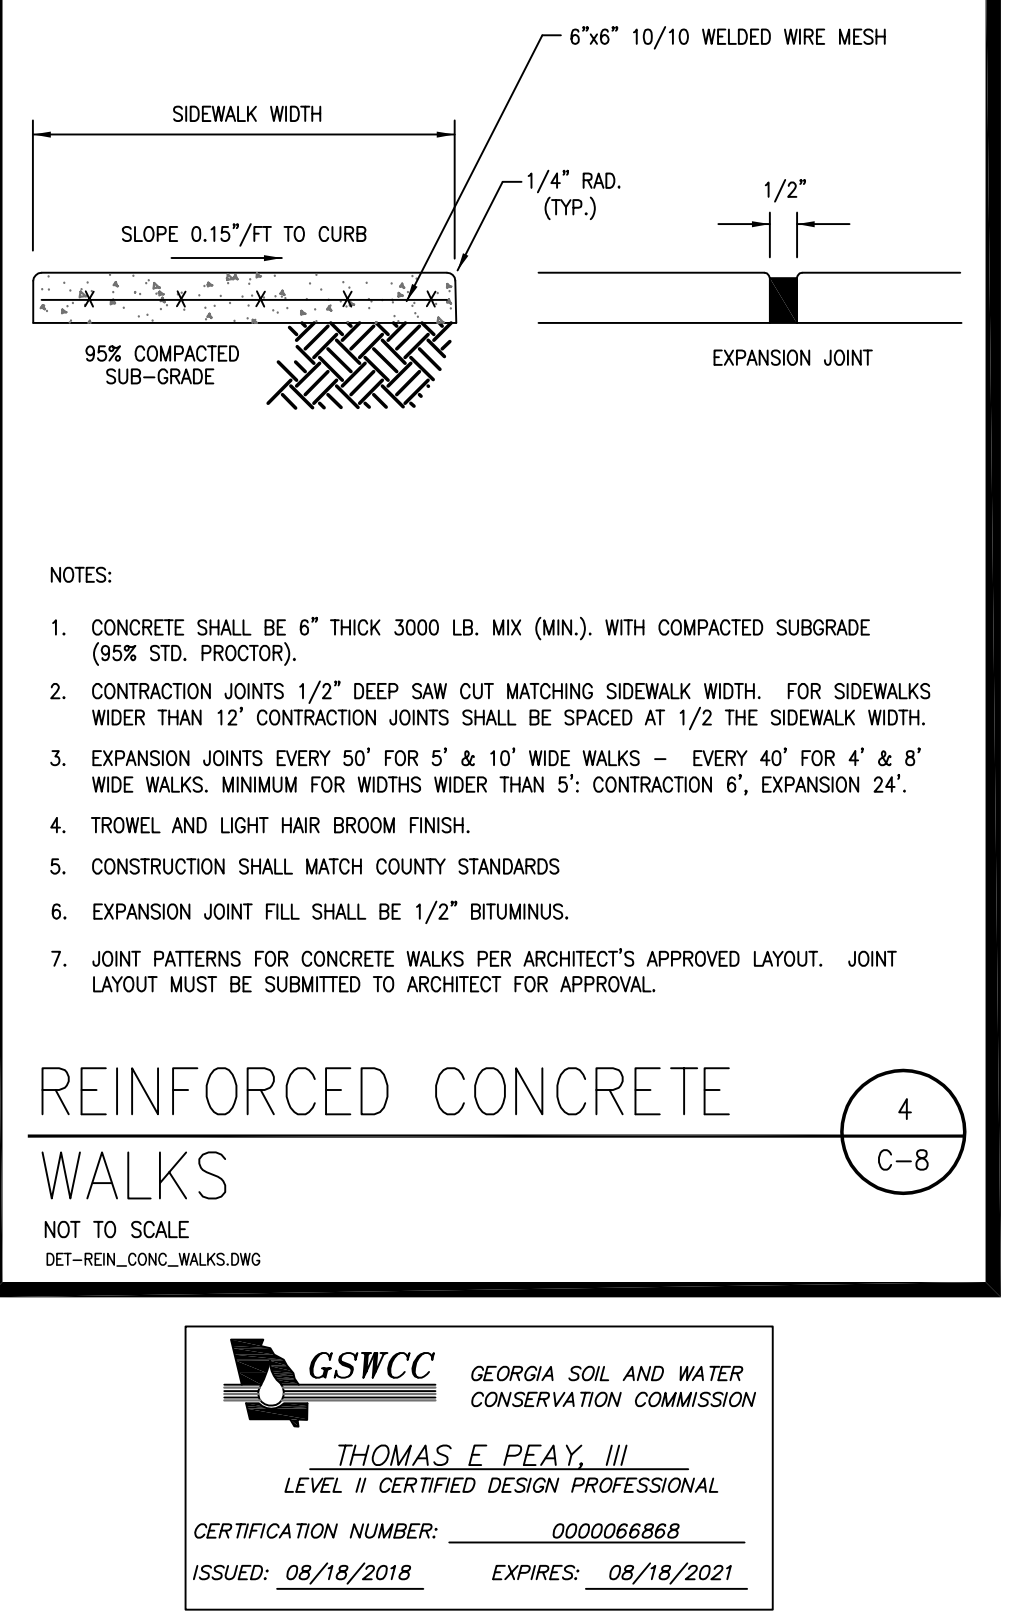 6"x6" 10/10 WELDED WIRE MESH
SIDEWALK WIDTH
1/4" RAD.
(TYP.)
1/2"
SLOPE 0.15"/FT TO CURB
X X X X X
95% COMPACTED
SUB-GRADE
EXPANSION JOINT
NOTES:
1. CONCRETE SHALL BE 6" THICK 3000 LB. MIX (MIN.). WITH COMPACTED SUBGRADE
(95% STD. PROCTOR).
2. CONTRACTION JOINTS 1/2" DEEP SAW CUT MATCHING SIDEWALK WIDTH. FOR SIDEWALKS
WIDER THAN 12' CONTRACTION JOINTS SHALL BE SPACED AT 1/2 THE SIDEWALK WIDTH.
3. EXPANSION JOINTS EVERY 50' FOR 5' & 10' WIDE WALKS - EVERY 40' FOR 4' & 8'
WIDE WALKS. MINIMUM FOR WIDTHS WIDER THAN 5': CONTRACTION 6', EXPANSION 24'.
4. TROWEL AND LIGHT HAIR BROOM FINISH.
5. CONSTRUCTION SHALL MATCH COUNTY STANDARDS
6. EXPANSION JOINT FILL SHALL BE 1/2" BITUMINUS.
7. JOINT PATTERNS FOR CONCRETE WALKS PER ARCHITECT'S APPROVED LAYOUT. JOINT
LAYOUT MUST BE SUBMITTED TO ARCHITECT FOR APPROVAL.
REINFORCED CONCRETE
WALKS
4
C-8
NOT TO SCALE
DET-REIN_CONC_WALKS.DWG
GSWCC
GEORGIA SOIL AND WATER
CONSERVATION COMMISSION
THOMAS E PEAY, III
LEVEL II CERTIFIED DESIGN PROFESSIONAL
CERTIFICATION NUMBER: 0000066868
ISSUED: 08/18/2018 EXPIRES: 08/18/2021